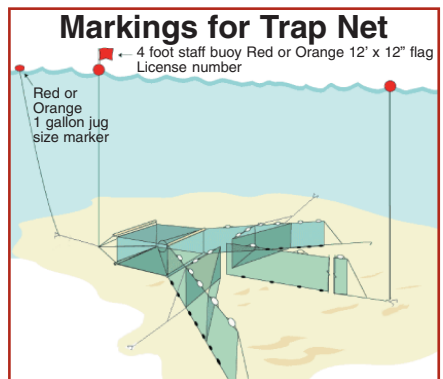 Markings for Trap Net
4 foot staff buoy Red or Orange 12' x 12" flag
License number
Red or
Orange
1 gallon jug
size marker